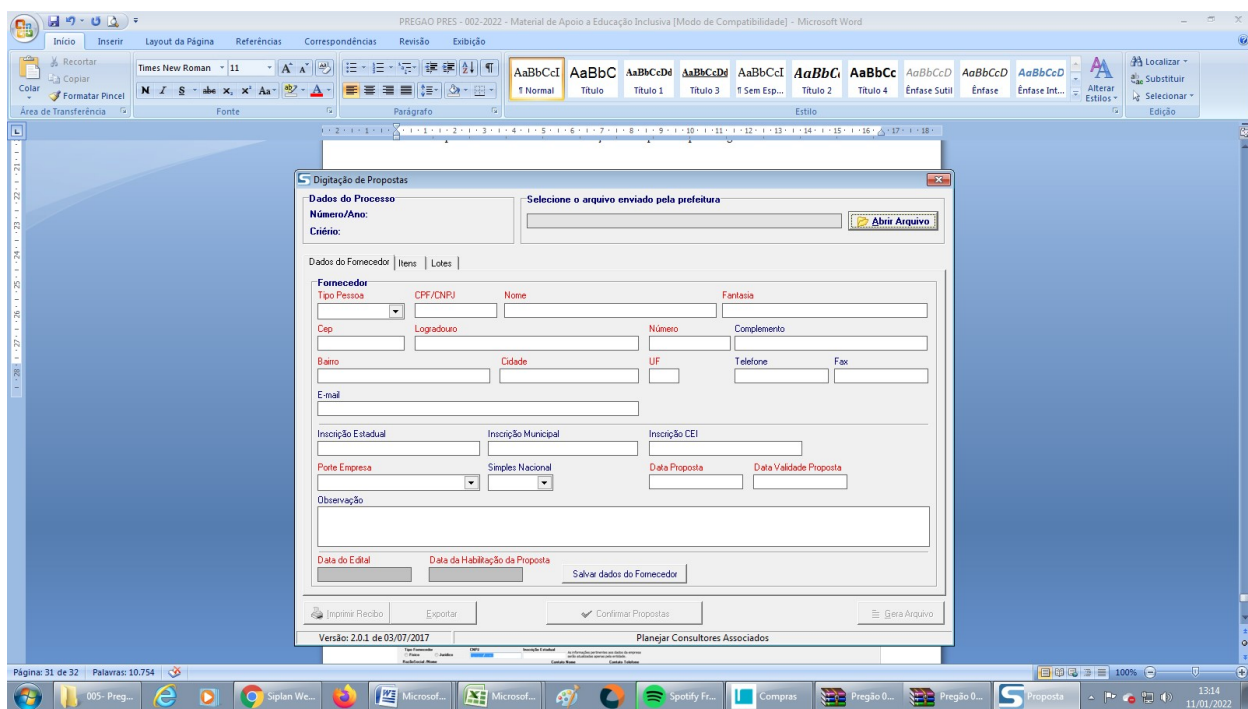 PREGAO PRES - 002-2022 - Material de Apoio a Educação Inclusiva [Modo de Compatibilidade] - Microsoft Word
Início Inserir Layout da Página Referências Correspondências Revisão Exibição
Recortar
Copiar
Formatar Pincel
Colar
Área de Transferência
Times New Roman 11
N I S abc x₂ x² Aa
Fonte
Parágrafo
AaBbCcI AaBbC AaBbCcDd AaBbCcDd AaBbCcI AaBbC AaBbCc AaBbCcD AaBbCcD AaBbCcD
¶ Normal Título Título 1 Título 3 ¶ Sem Esp... Título 2 Título 4 Ênfase Sutil Ênfase Ênfase Int...
Alterar Estilos
Estilo
Localizar
Substituir
Selecionar
Edição
Digitação de Propostas
Dados do Processo
Número/Ano:
Criério:
Selecione o arquivo enviado pela prefeitura
Abrir Arquivo
Dados do Fornecedor Itens Lotes
Fornecedor
Tipo Pessoa CPF/CNPJ Nome Fantasia
Cep Logradouro Número Complemento
Bairro Cidade UF Telefone Fax
E-mail
Inscrição Estadual Inscrição Municipal Inscrição CEI
Porte Empresa Simples Nacional Data Proposta Data Validade Proposta
Observação
Data do Edital Data da Habilitação da Proposta
Salvar dados do Fornecedor
Imprimir Recibo Exportar Confirmar Propostas Gera Arquivo
Versão: 2.0.1 de 03/07/2017 Planejar Consultores Associados
Página: 31 de 32 Palavras: 10.754 100%
005- Preg... Siplan We... Microsof... Microsof... Spotify Fr... Compras Pregão 0... Pregão 0... Proposta
13:14
11/01/2022